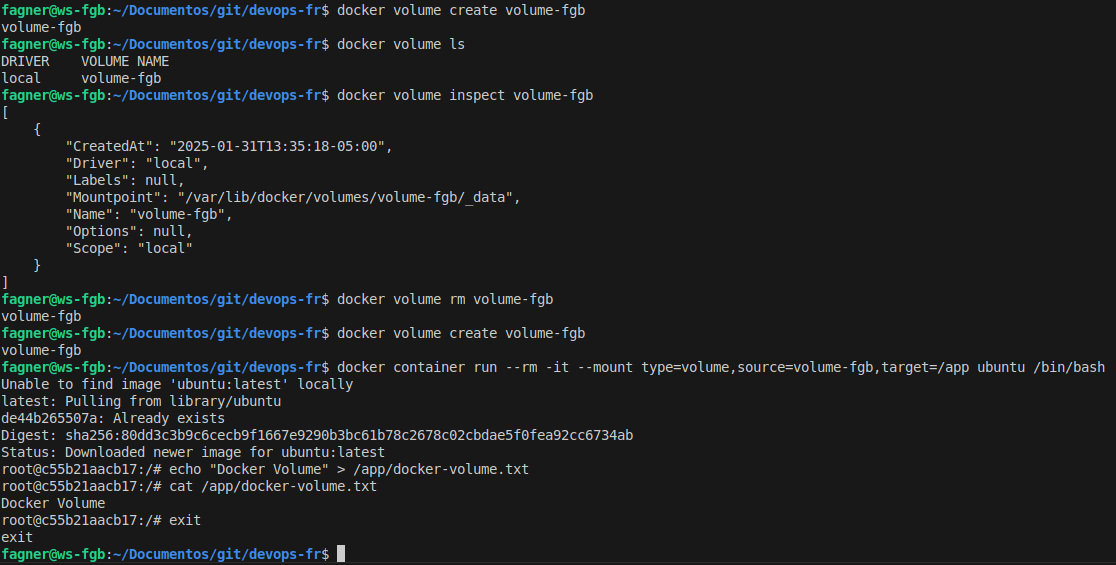 fagner@ws-fgb:~/Documentos/git/devops-fr$ docker volume create volume-fgb
volume-fgb
fagner@ws-fgb:~/Documentos/git/devops-fr$ docker volume ls
DRIVER    VOLUME NAME
local     volume-fgb
fagner@ws-fgb:~/Documentos/git/devops-fr$ docker volume inspect volume-fgb
[
    {
        "CreatedAt": "2025-01-31T13:35:18-05:00",
        "Driver": "local",
        "Labels": null,
        "Mountpoint": "/var/lib/docker/volumes/volume-fgb/_data",
        "Name": "volume-fgb",
        "Options": null,
        "Scope": "local"
    }
]
fagner@ws-fgb:~/Documentos/git/devops-fr$ docker volume rm volume-fgb
volume-fgb
fagner@ws-fgb:~/Documentos/git/devops-fr$ docker volume create volume-fgb
volume-fgb
fagner@ws-fgb:~/Documentos/git/devops-fr$ docker container run --rm -it --mount type=volume,source=volume-fgb,target=/app ubuntu /bin/bash
Unable to find image 'ubuntu:latest' locally
latest: Pulling from library/ubuntu
de44b265507a: Already exists
Digest: sha256:80dd3c3b9c6cecb9f1667e9290b3bc61b78c2678c02cbdae5f0fea92cc6734ab
Status: Downloaded newer image for ubuntu:latest
root@c55b21aacb17:/# echo "Docker Volume" > /app/docker-volume.txt
root@c55b21aacb17:/# cat /app/docker-volume.txt
Docker Volume
root@c55b21aacb17:/# exit
exit
fagner@ws-fgb:~/Documentos/git/devops-fr$